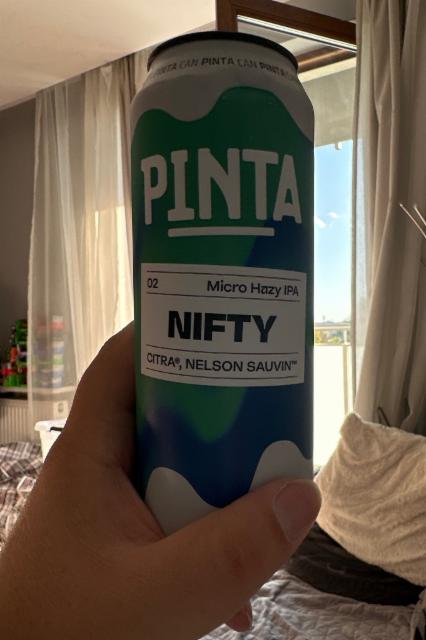 PINTA CAN PINTA CAN PINTA
PINTA
02 Micro Hazy IPA
NIFTY
CITRA®, NELSON SAUVIN™